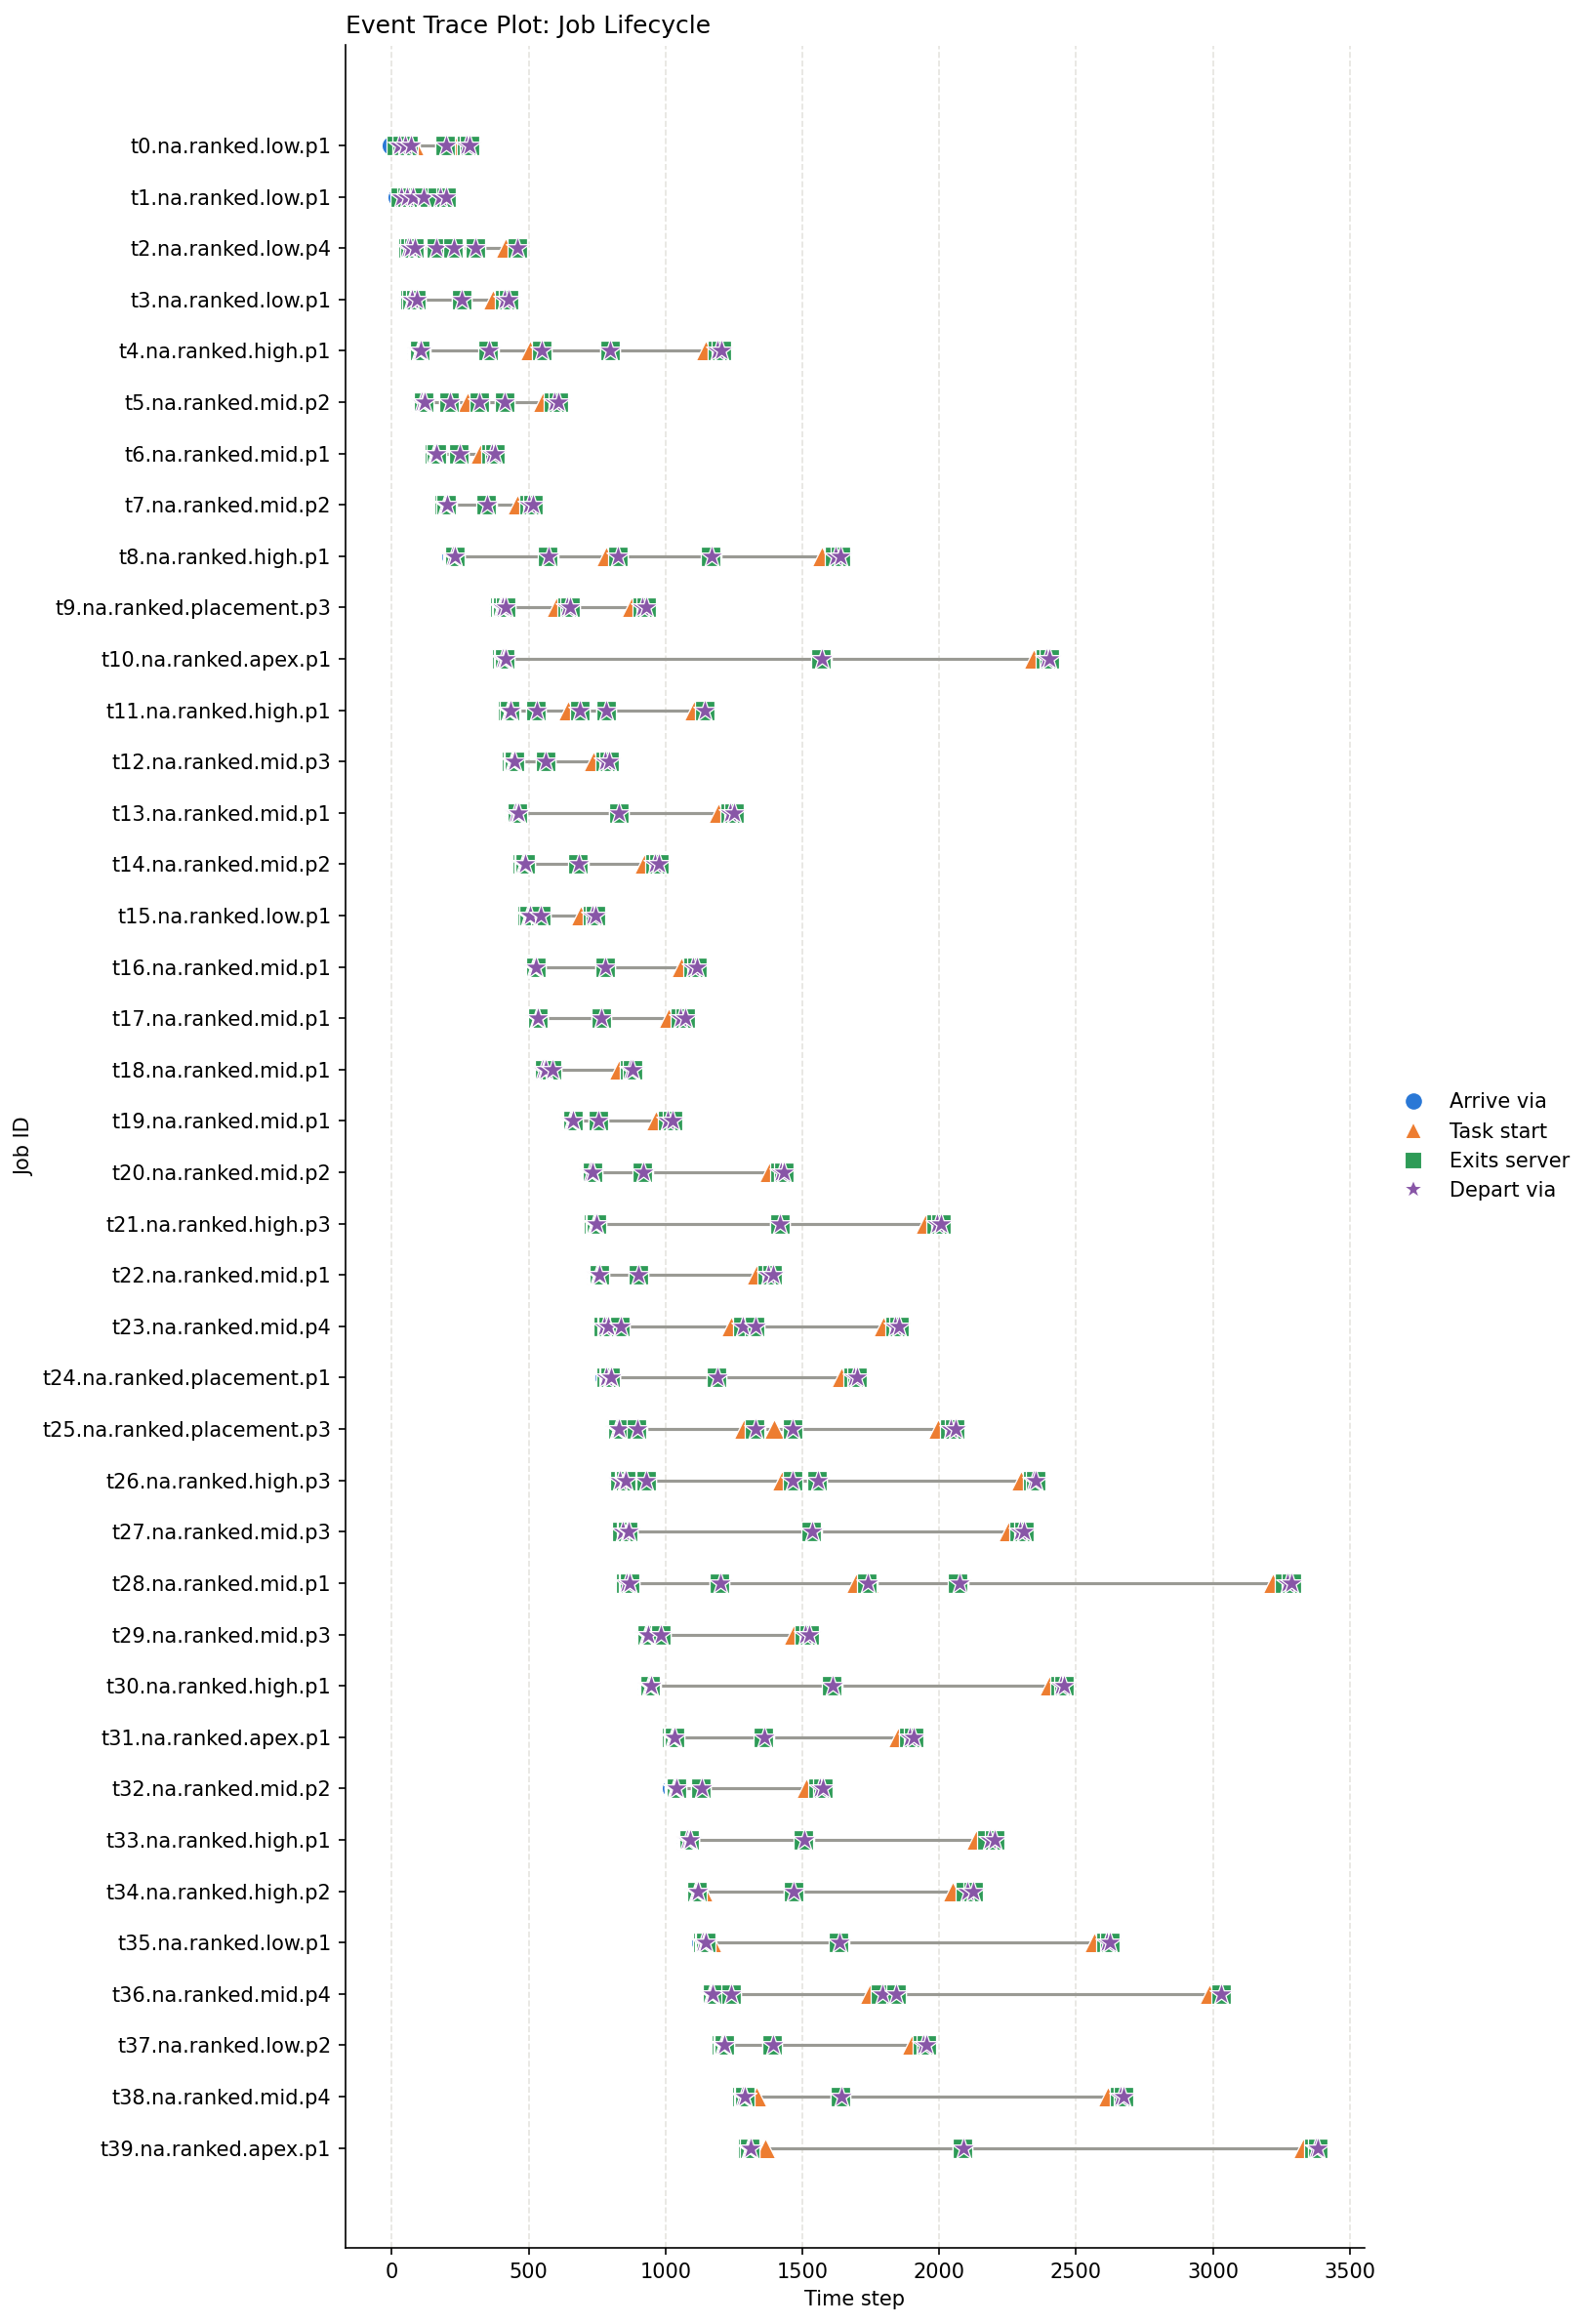 Event Trace Plot: Job Lifecycle
t0.na.ranked.low.p1
t1.na.ranked.low.p1
t2.na.ranked.low.p4
t3.na.ranked.low.p1
t4.na.ranked.high.p1
t5.na.ranked.mid.p2
t6.na.ranked.mid.p1
t7.na.ranked.mid.p2
t8.na.ranked.high.p1
t9.na.ranked.placement.p3
t10.na.ranked.apex.p1
t11.na.ranked.high.p1
t12.na.ranked.mid.p3
t13.na.ranked.mid.p1
t14.na.ranked.mid.p2
t15.na.ranked.low.p1
t16.na.ranked.mid.p1
t17.na.ranked.mid.p1
t18.na.ranked.mid.p1
t19.na.ranked.mid.p1
t20.na.ranked.mid.p2
t21.na.ranked.high.p3
t22.na.ranked.mid.p1
t23.na.ranked.mid.p4
t24.na.ranked.placement.p1
t25.na.ranked.placement.p3
t26.na.ranked.high.p3
t27.na.ranked.mid.p3
t28.na.ranked.mid.p1
t29.na.ranked.mid.p3
t30.na.ranked.high.p1
t31.na.ranked.apex.p1
t32.na.ranked.mid.p2
t33.na.ranked.high.p1
t34.na.ranked.high.p2
t35.na.ranked.low.p1
t36.na.ranked.mid.p4
t37.na.ranked.low.p2
t38.na.ranked.mid.p4
t39.na.ranked.apex.p1
Job ID
0 500 1000 1500 2000 2500 3000 3500
Time step
Arrive via
Task start
Exits server
Depart via